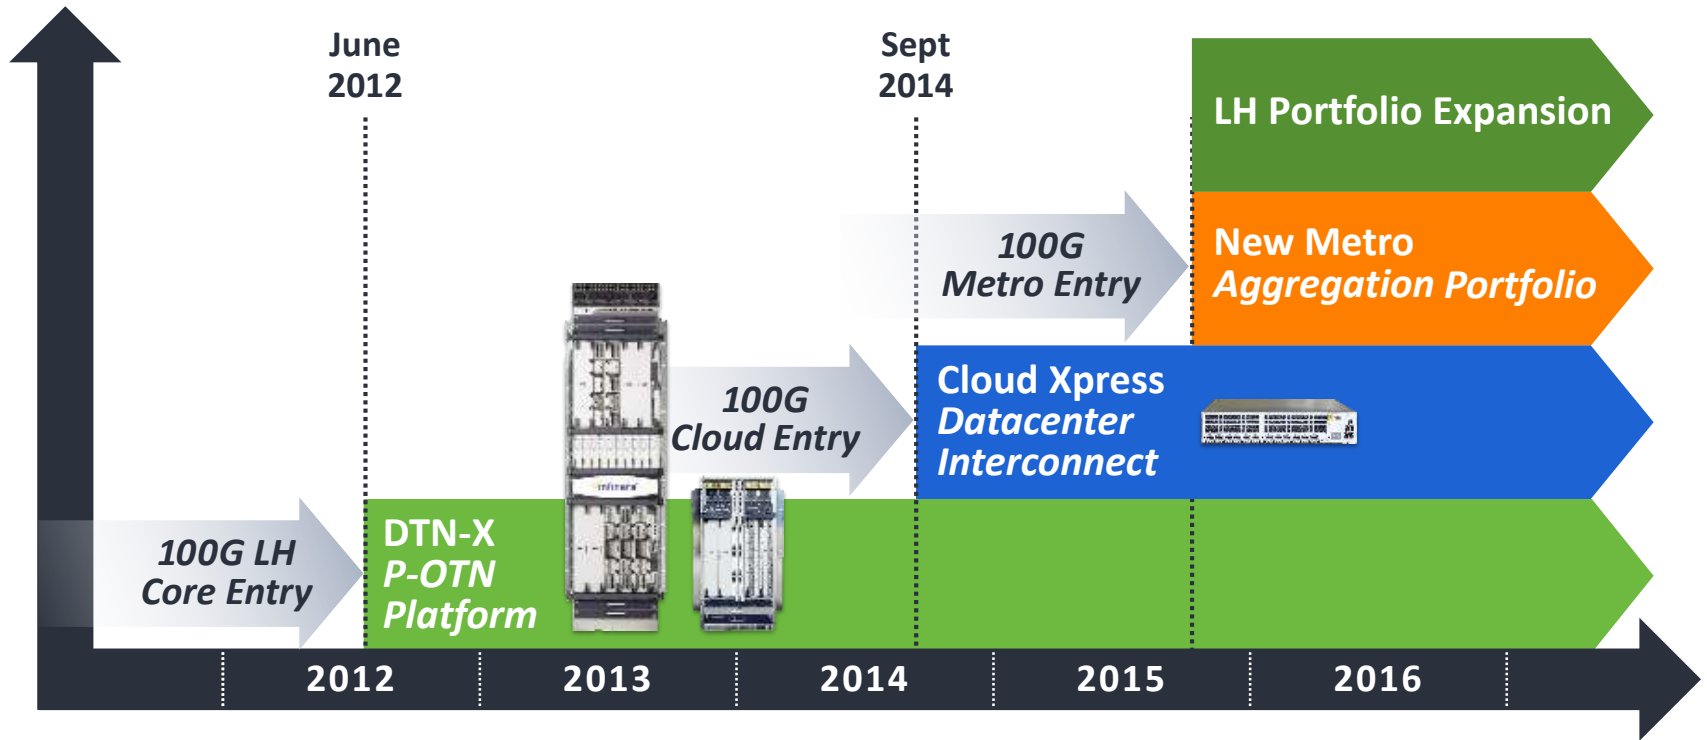 June
2012
Sept
2014
LH Portfolio Expansion
100G
Metro Entry
New Metro
Aggregation Portfolio
100G
Cloud Entry
Cloud Xpress
Datacenter
Interconnect
infinera
100G LH
Core Entry
DTN-X
P-OTN
Platform
2012
2013
2014
2015
2016